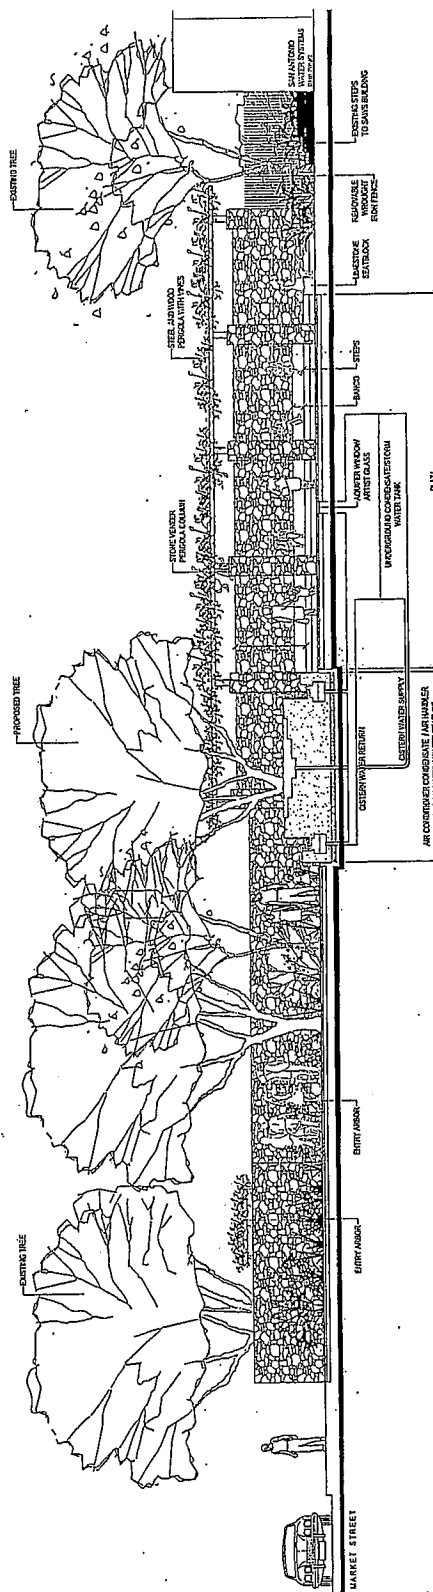 EXISTING TREE
PROPOSED TREE
EXISTING TREE
STONE VENEER
PERGOLA COLUMN
STEEL AND WOOD
PERGOLA WITH VINES
SAN ANTONIO
WATER SYSTEMS
BUILDING
MARKET STREET
ENTRY ARBOR
ENTRY ARBOR
AIR CONDITIONER CONDENSATE / AIR HANDLER
CISTERN WATER RETURN
CISTERN WATER SUPPLY
UNDERGROUND CONDENSATE/STORM
WATER TANK
AQUIFER WINDOW
ARTIST GLASS
BANCO
STEPS
LIMESTONE
SEATBLOCK
REMOVABLE
WROUGHT
IRON FENCE
EXISTING STEPS
TO SAWS BUILDING